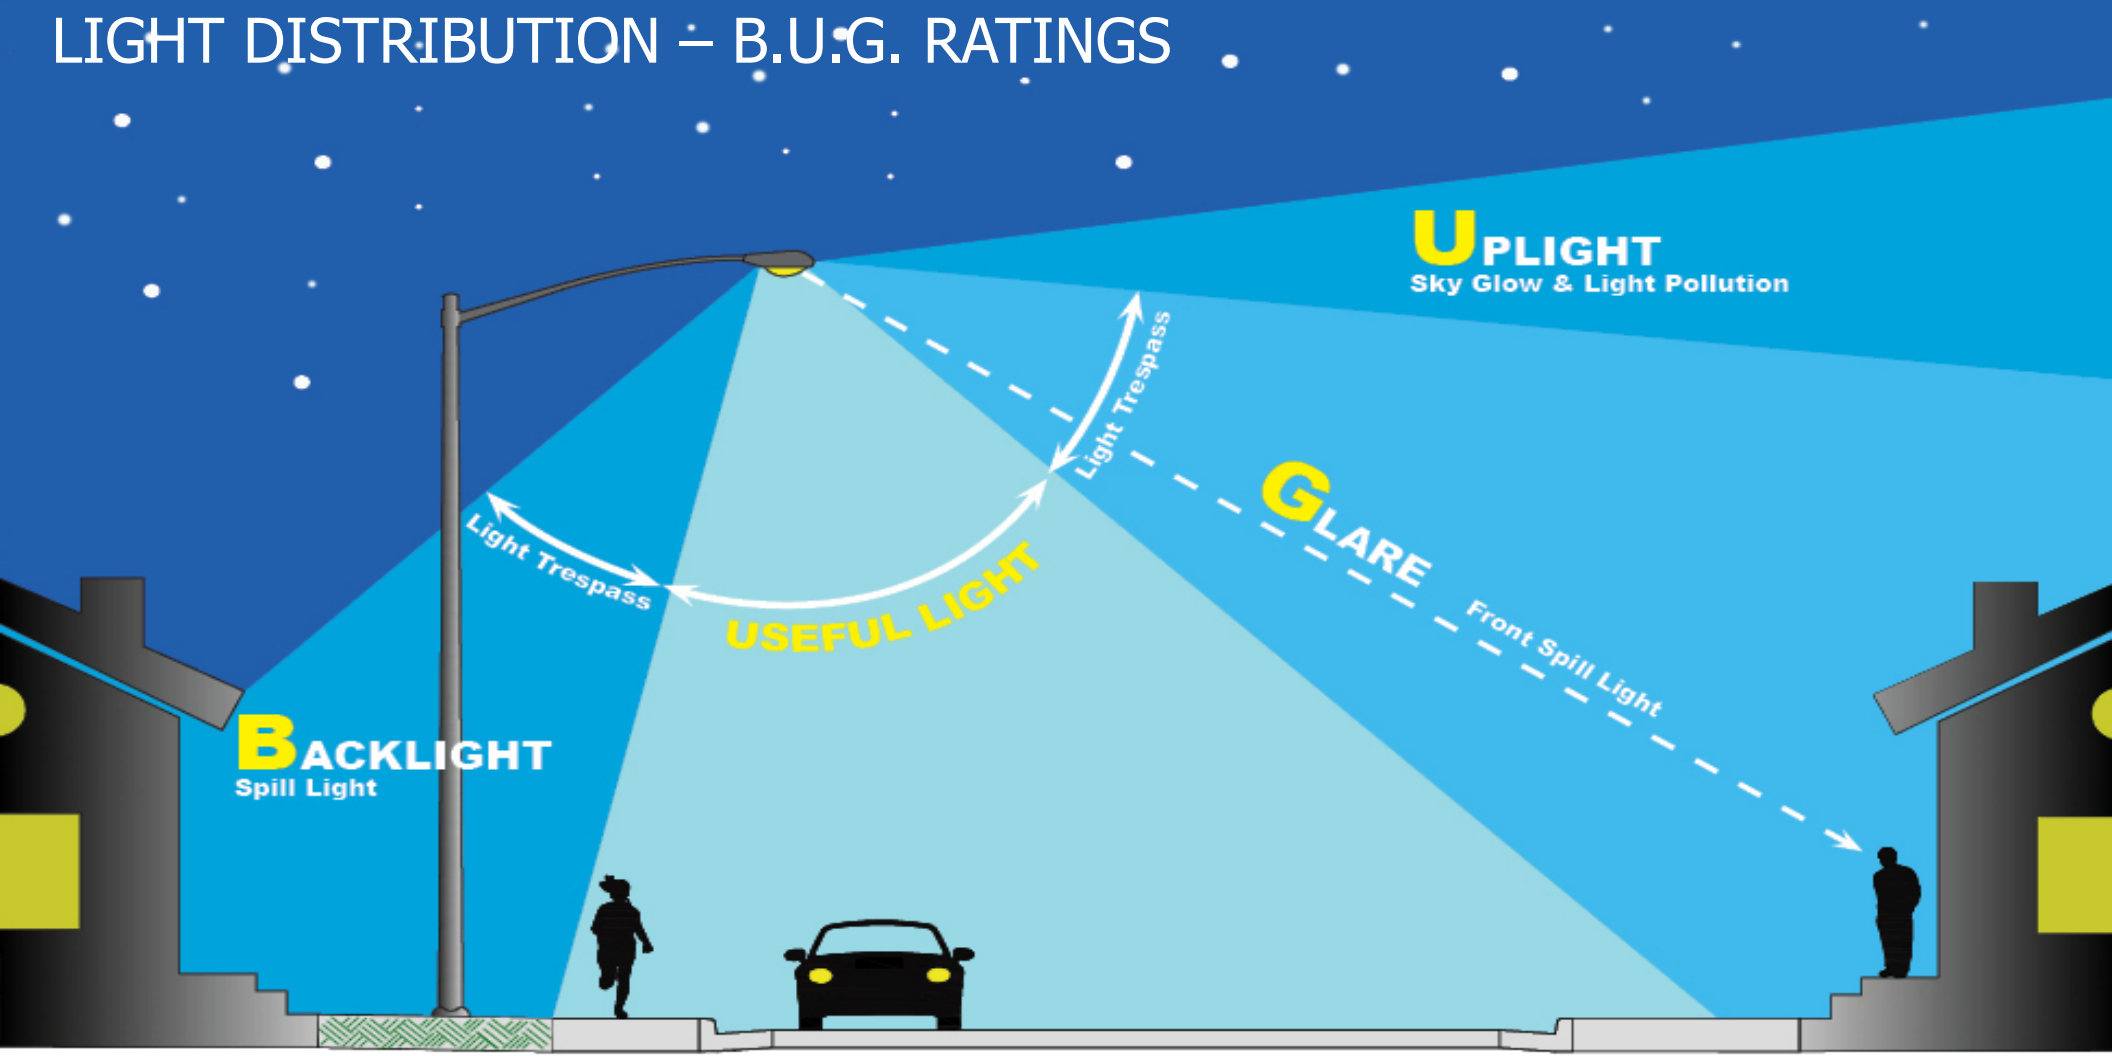 LIGHT DISTRIBUTION – B.U.G. RATINGS
UPLIGHT
Sky Glow & Light Pollution
Light Trespass
GLARE
Front Spill Light
Light Trespass
USEFUL LIGHT
BACKLIGHT
Spill Light